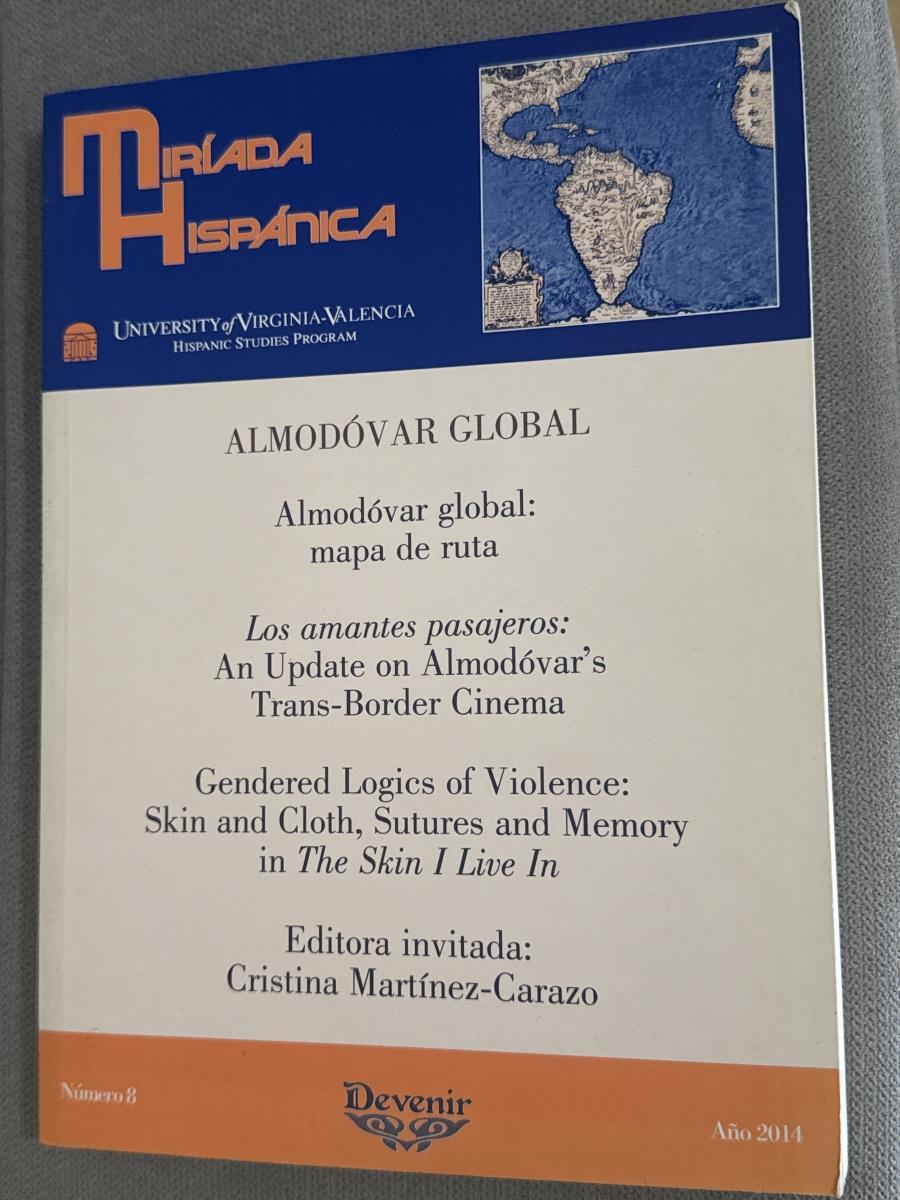 MIRÍADA
HISPÁNICA
UNIVERSITY of VIRGINIA-VALENCIA
HISPANIC STUDIES PROGRAM
ALMODÓVAR GLOBAL
Almodóvar global:
mapa de ruta
Los amantes pasajeros:
An Update on Almodóvar's
Trans-Border Cinema
Gendered Logics of Violence:
Skin and Cloth, Sutures and Memory
in The Skin I Live In
Editora invitada:
Cristina Martínez-Carazo
Número 8
Devenir
Año 2014